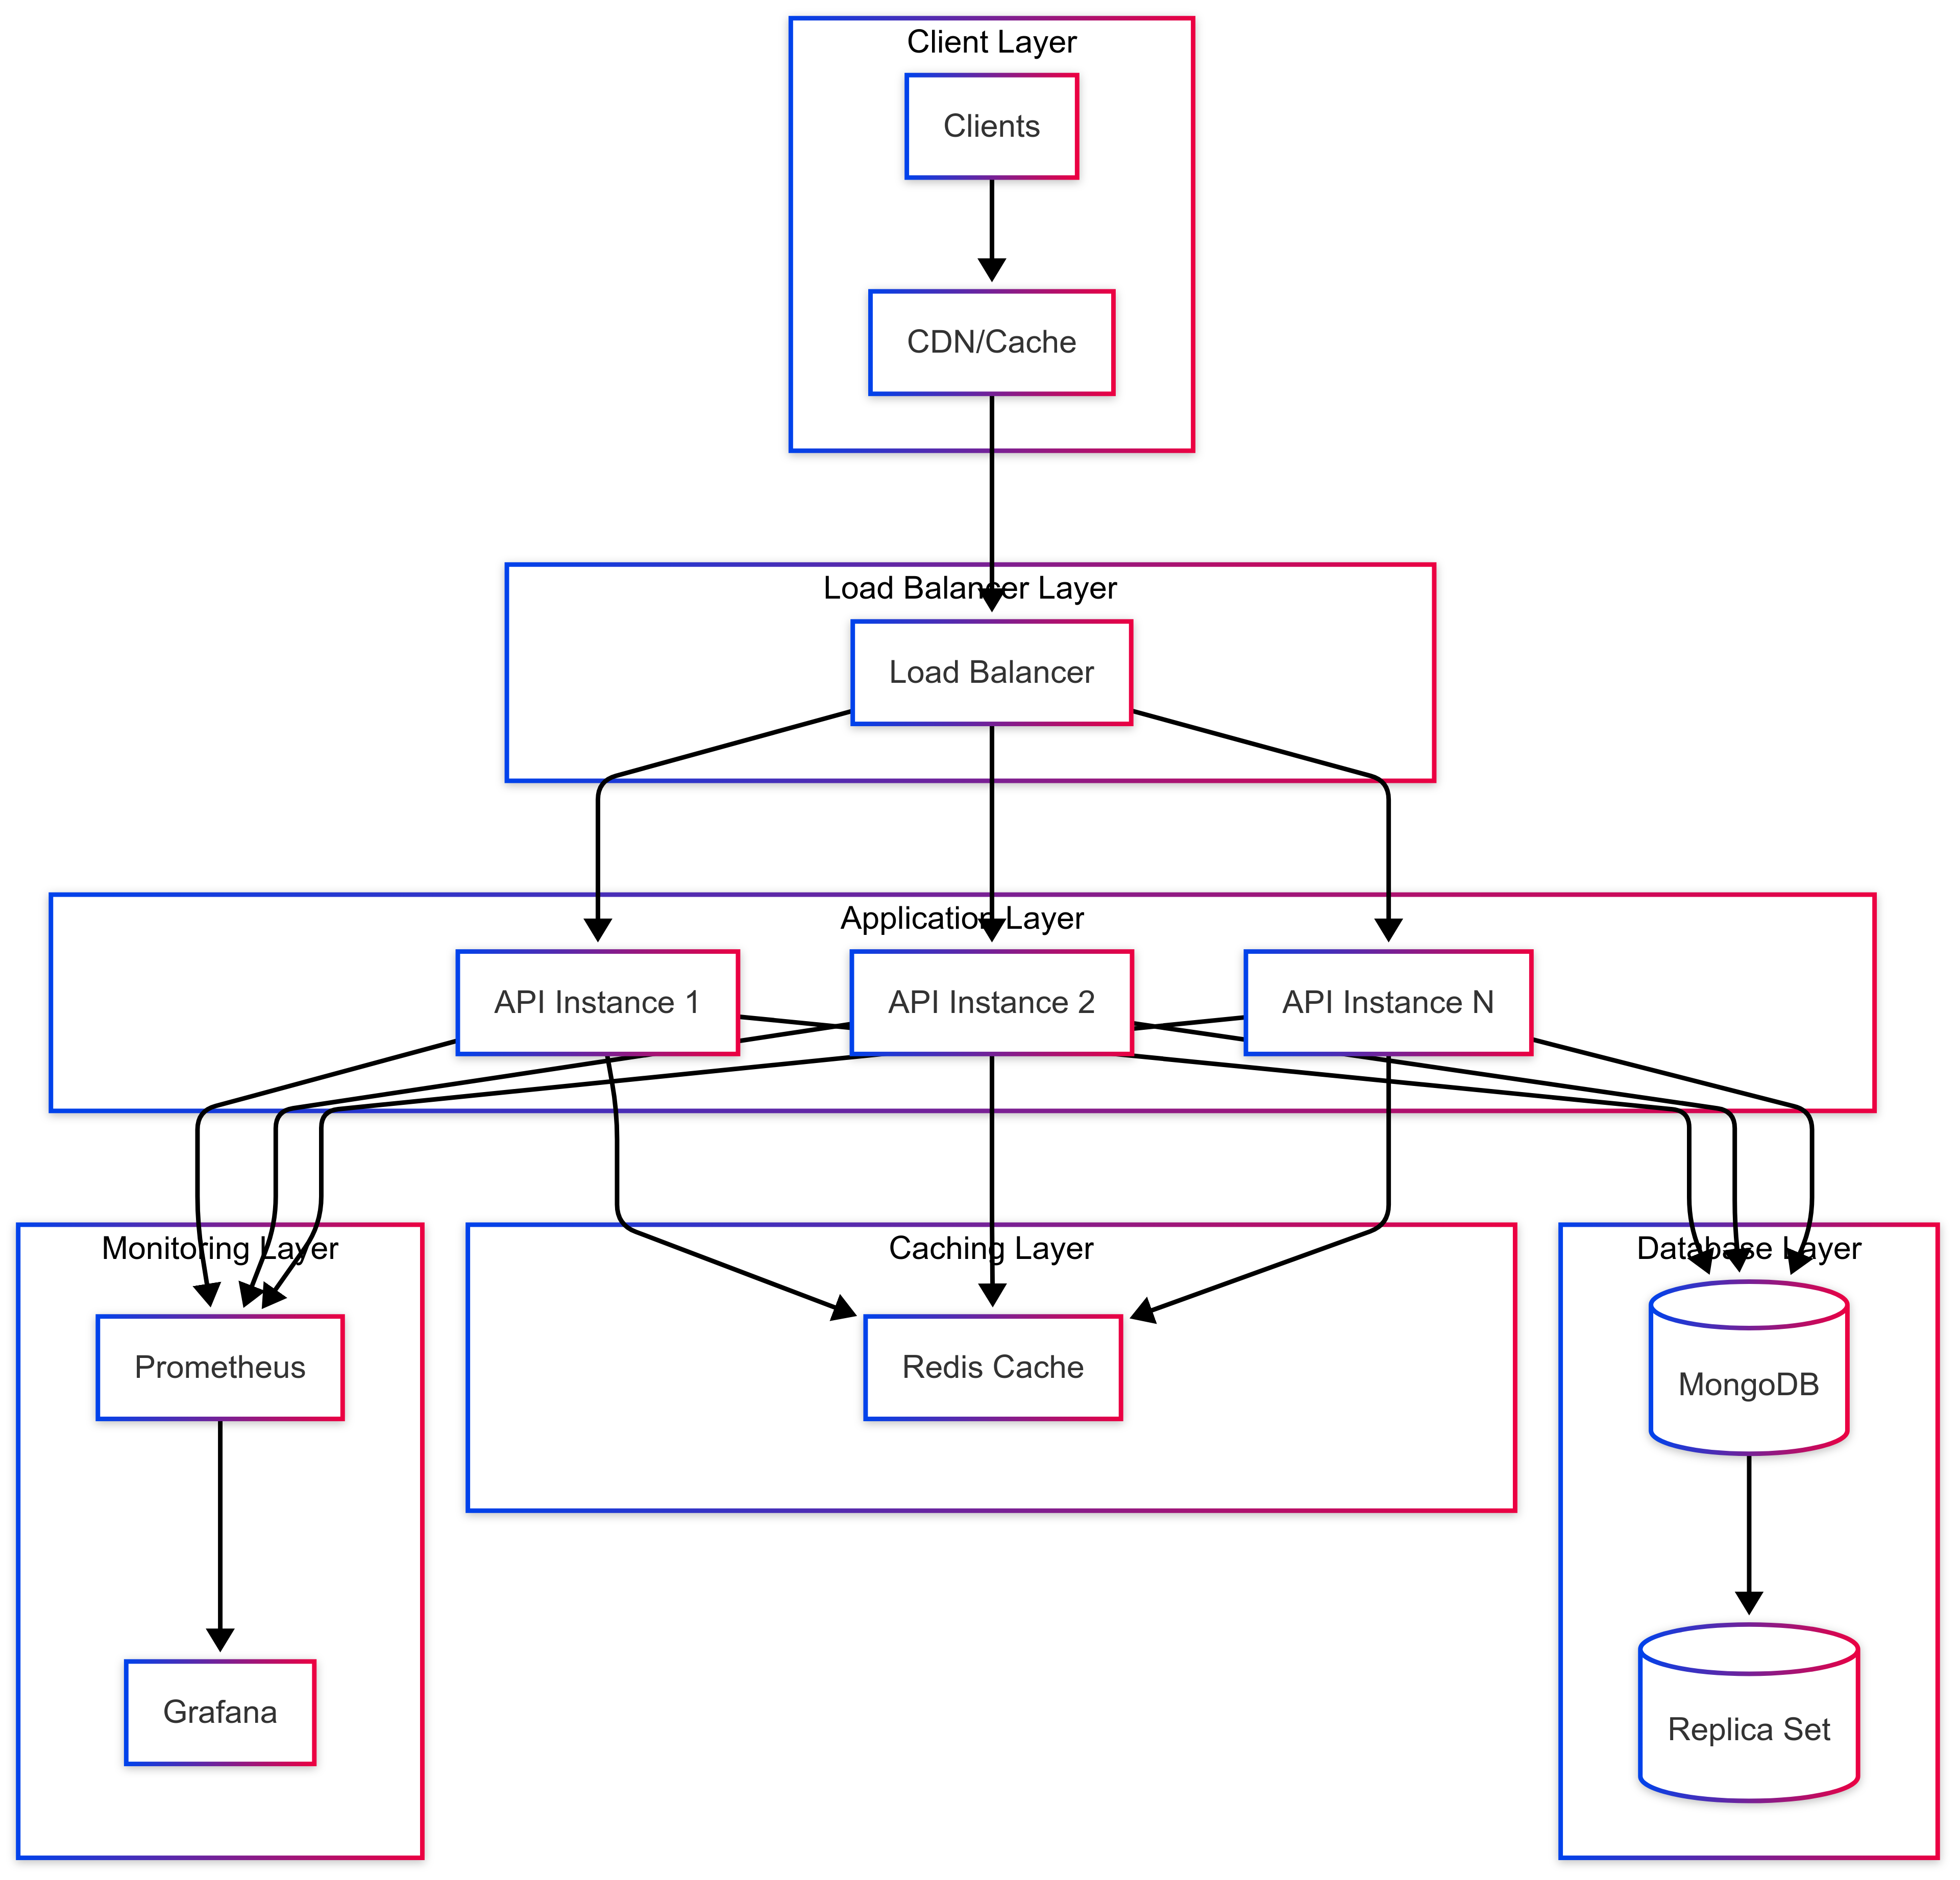 Client Layer
Clients
CDN/Cache
Load Balancer Layer
Load Balancer
Application Layer
API Instance 1
API Instance 2
API Instance N
Monitoring Layer
Caching Layer
Database Layer
Prometheus
Redis Cache
MongoDB
Grafana
Replica Set